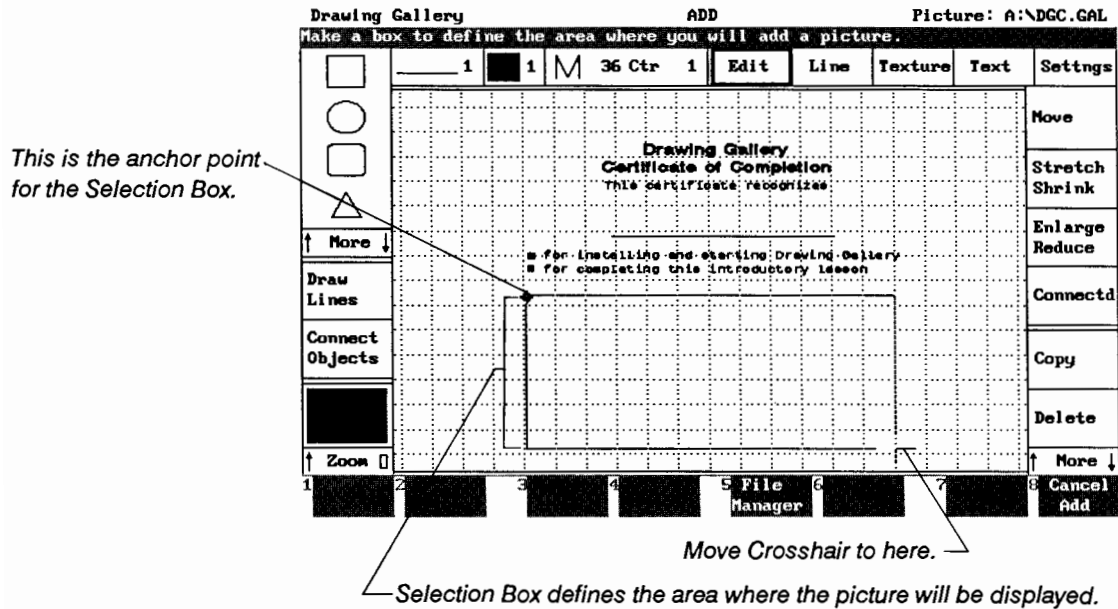 Drawing Gallery ADD Picture: A:\DGC.GAL
Make a box to define the area where you will add a picture.
1 1 36 Ctr 1 Edit Line Texture Text Settngs
Move
This is the anchor point
for the Selection Box.
Drawing Gallery
Certificate of Completion
This certificate recognizes
Stretch
Shrink
Enlarge
Reduce
↑ More ↓
for installing and starting Drawing Gallery
for completing this introductory lesson
Draw
Lines
Connectd
Connect
Objects
Copy
Delete
↑ Zoom
↑ More ↓
1 2 3 4 5 File 6 7 8 Cancel
Manager Add
Move Crosshair to here.
Selection Box defines the area where the picture will be displayed.